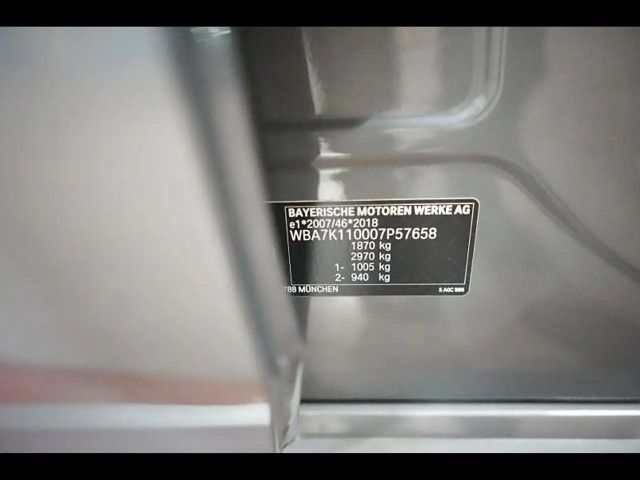 BAYERISCHE MOTOREN WERKE AG
e1*2007/46*2018
WBA7K110007P57658
1870 kg
2970 kg
1- 1005 kg
2- 940 kg
788 MÜNCHEN